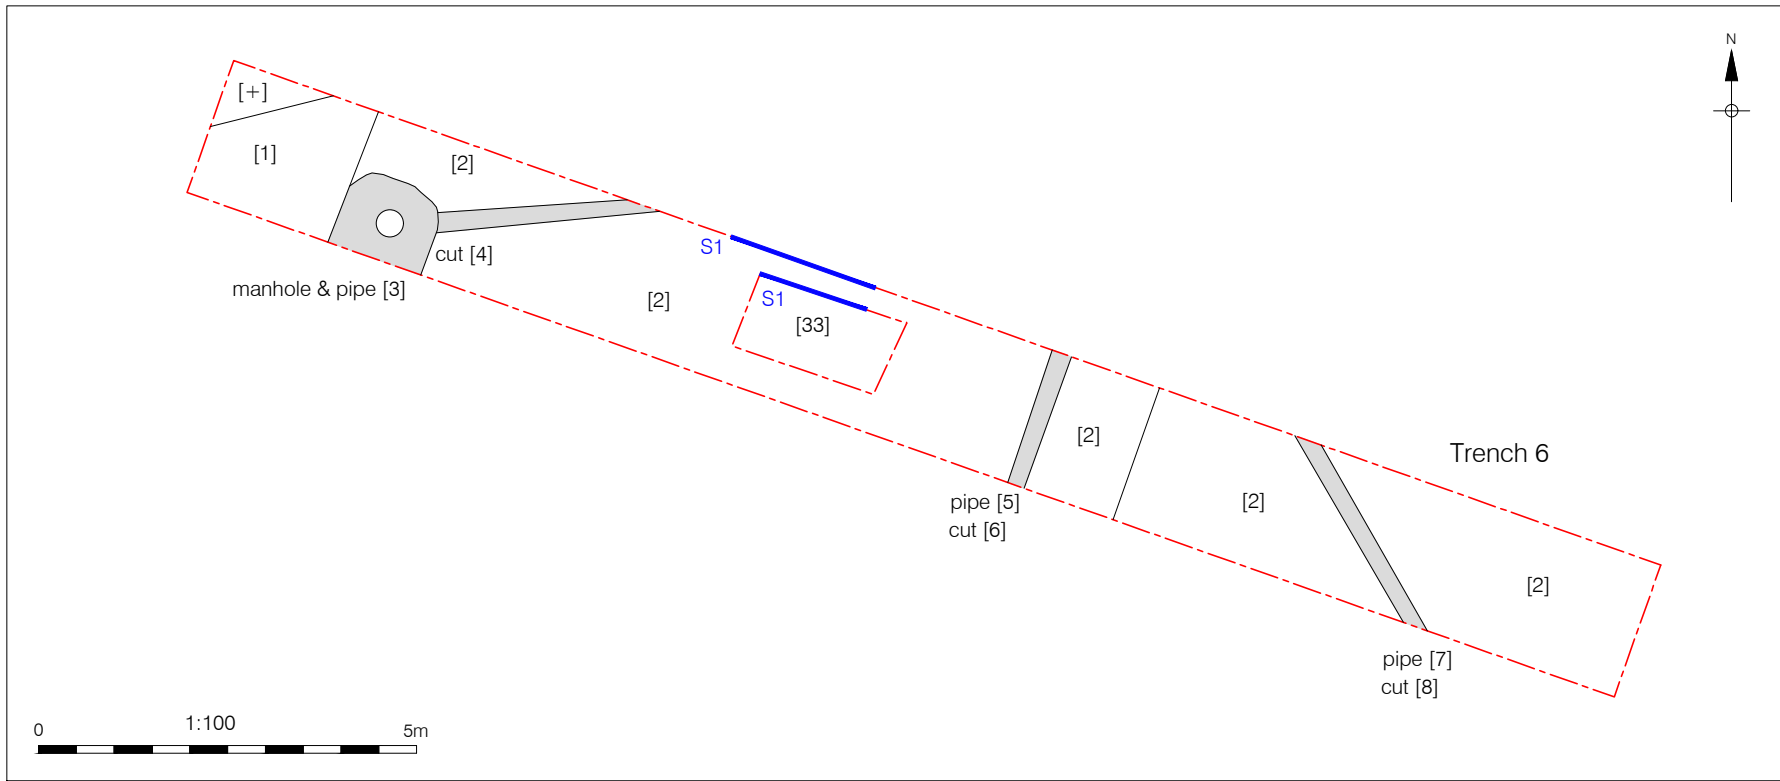 N
[+]
[1]
[2]
cut [4]
manhole & pipe [3]
S1
[2]
S1
[33]
[2]
pipe [5]
cut [6]
[2]
Trench 6
[2]
pipe [7]
cut [8]
0
1:100
5m